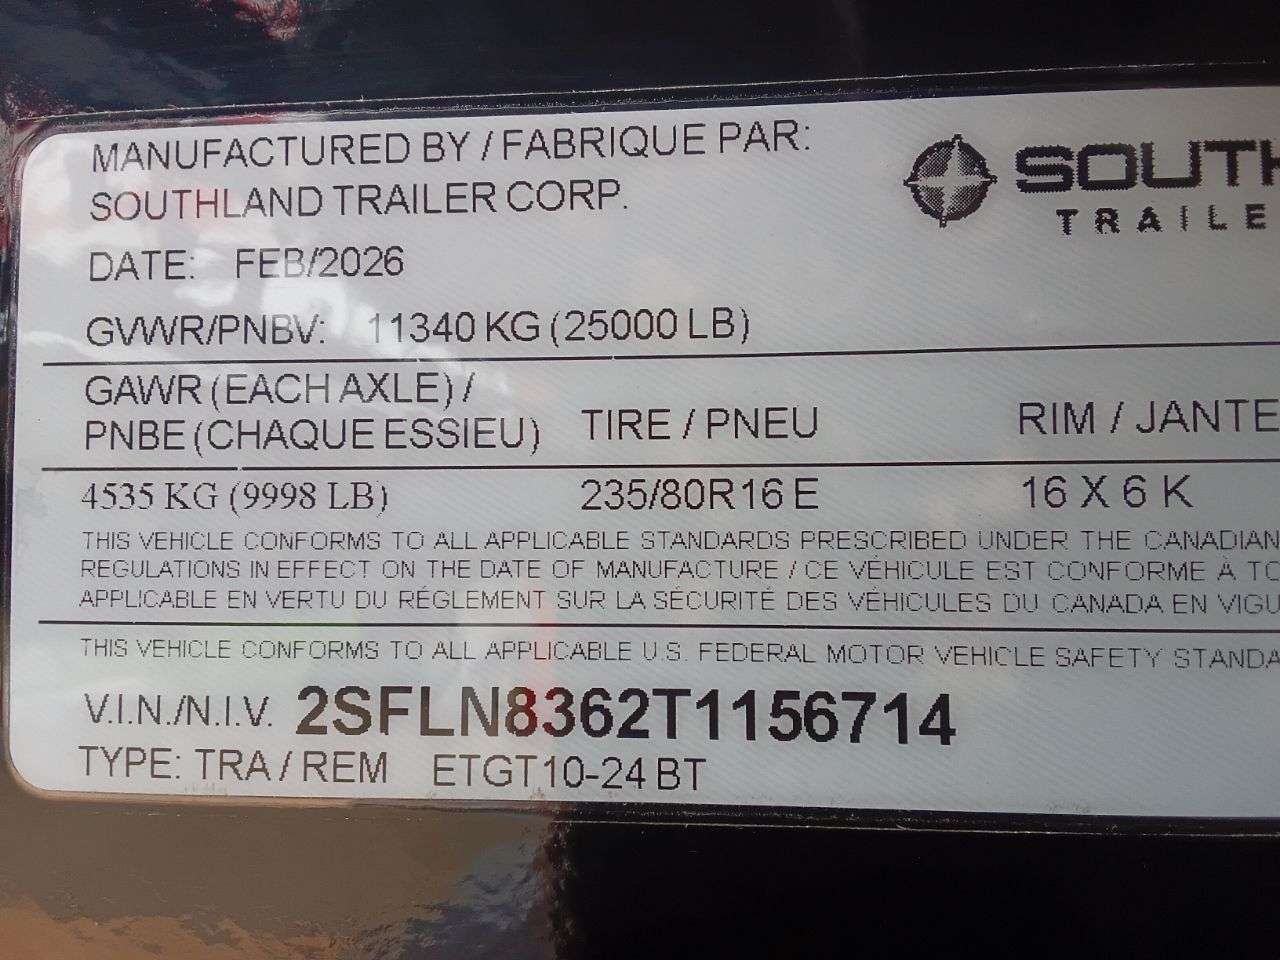 MANUFACTURED BY / FABRIQUE PAR:
SOUTHLAND TRAILER CORP.
SOUTH
TRAILE
DATE: FEB/2026
GVWR/PNBV: 11340 KG (25000 LB)
GAWR (EACH AXLE) /
PNBE (CHAQUE ESSIEU) TIRE / PNEU RIM / JANTE
4535 KG (9998 LB) 235/80R16 E 16 X 6 K
THIS VEHICLE CONFORMS TO ALL APPLICABLE STANDARDS PRESCRIBED UNDER THE CANADIAN
REGULATIONS IN EFFECT ON THE DATE OF MANUFACTURE / CE VÉHICULE EST CONFORME À TO
APPLICABLE EN VERTU DU RÉGLEMENT SUR LA SÉCURITÉ DES VÉHICULES DU CANADA EN VIGU
THIS VEHICLE CONFORMS TO ALL APPLICABLE U.S. FEDERAL MOTOR VEHICLE SAFETY STANDA
V.I.N./N.I.V. 2SFLN8362T1156714
TYPE: TRA / REM ETGT10-24 BT